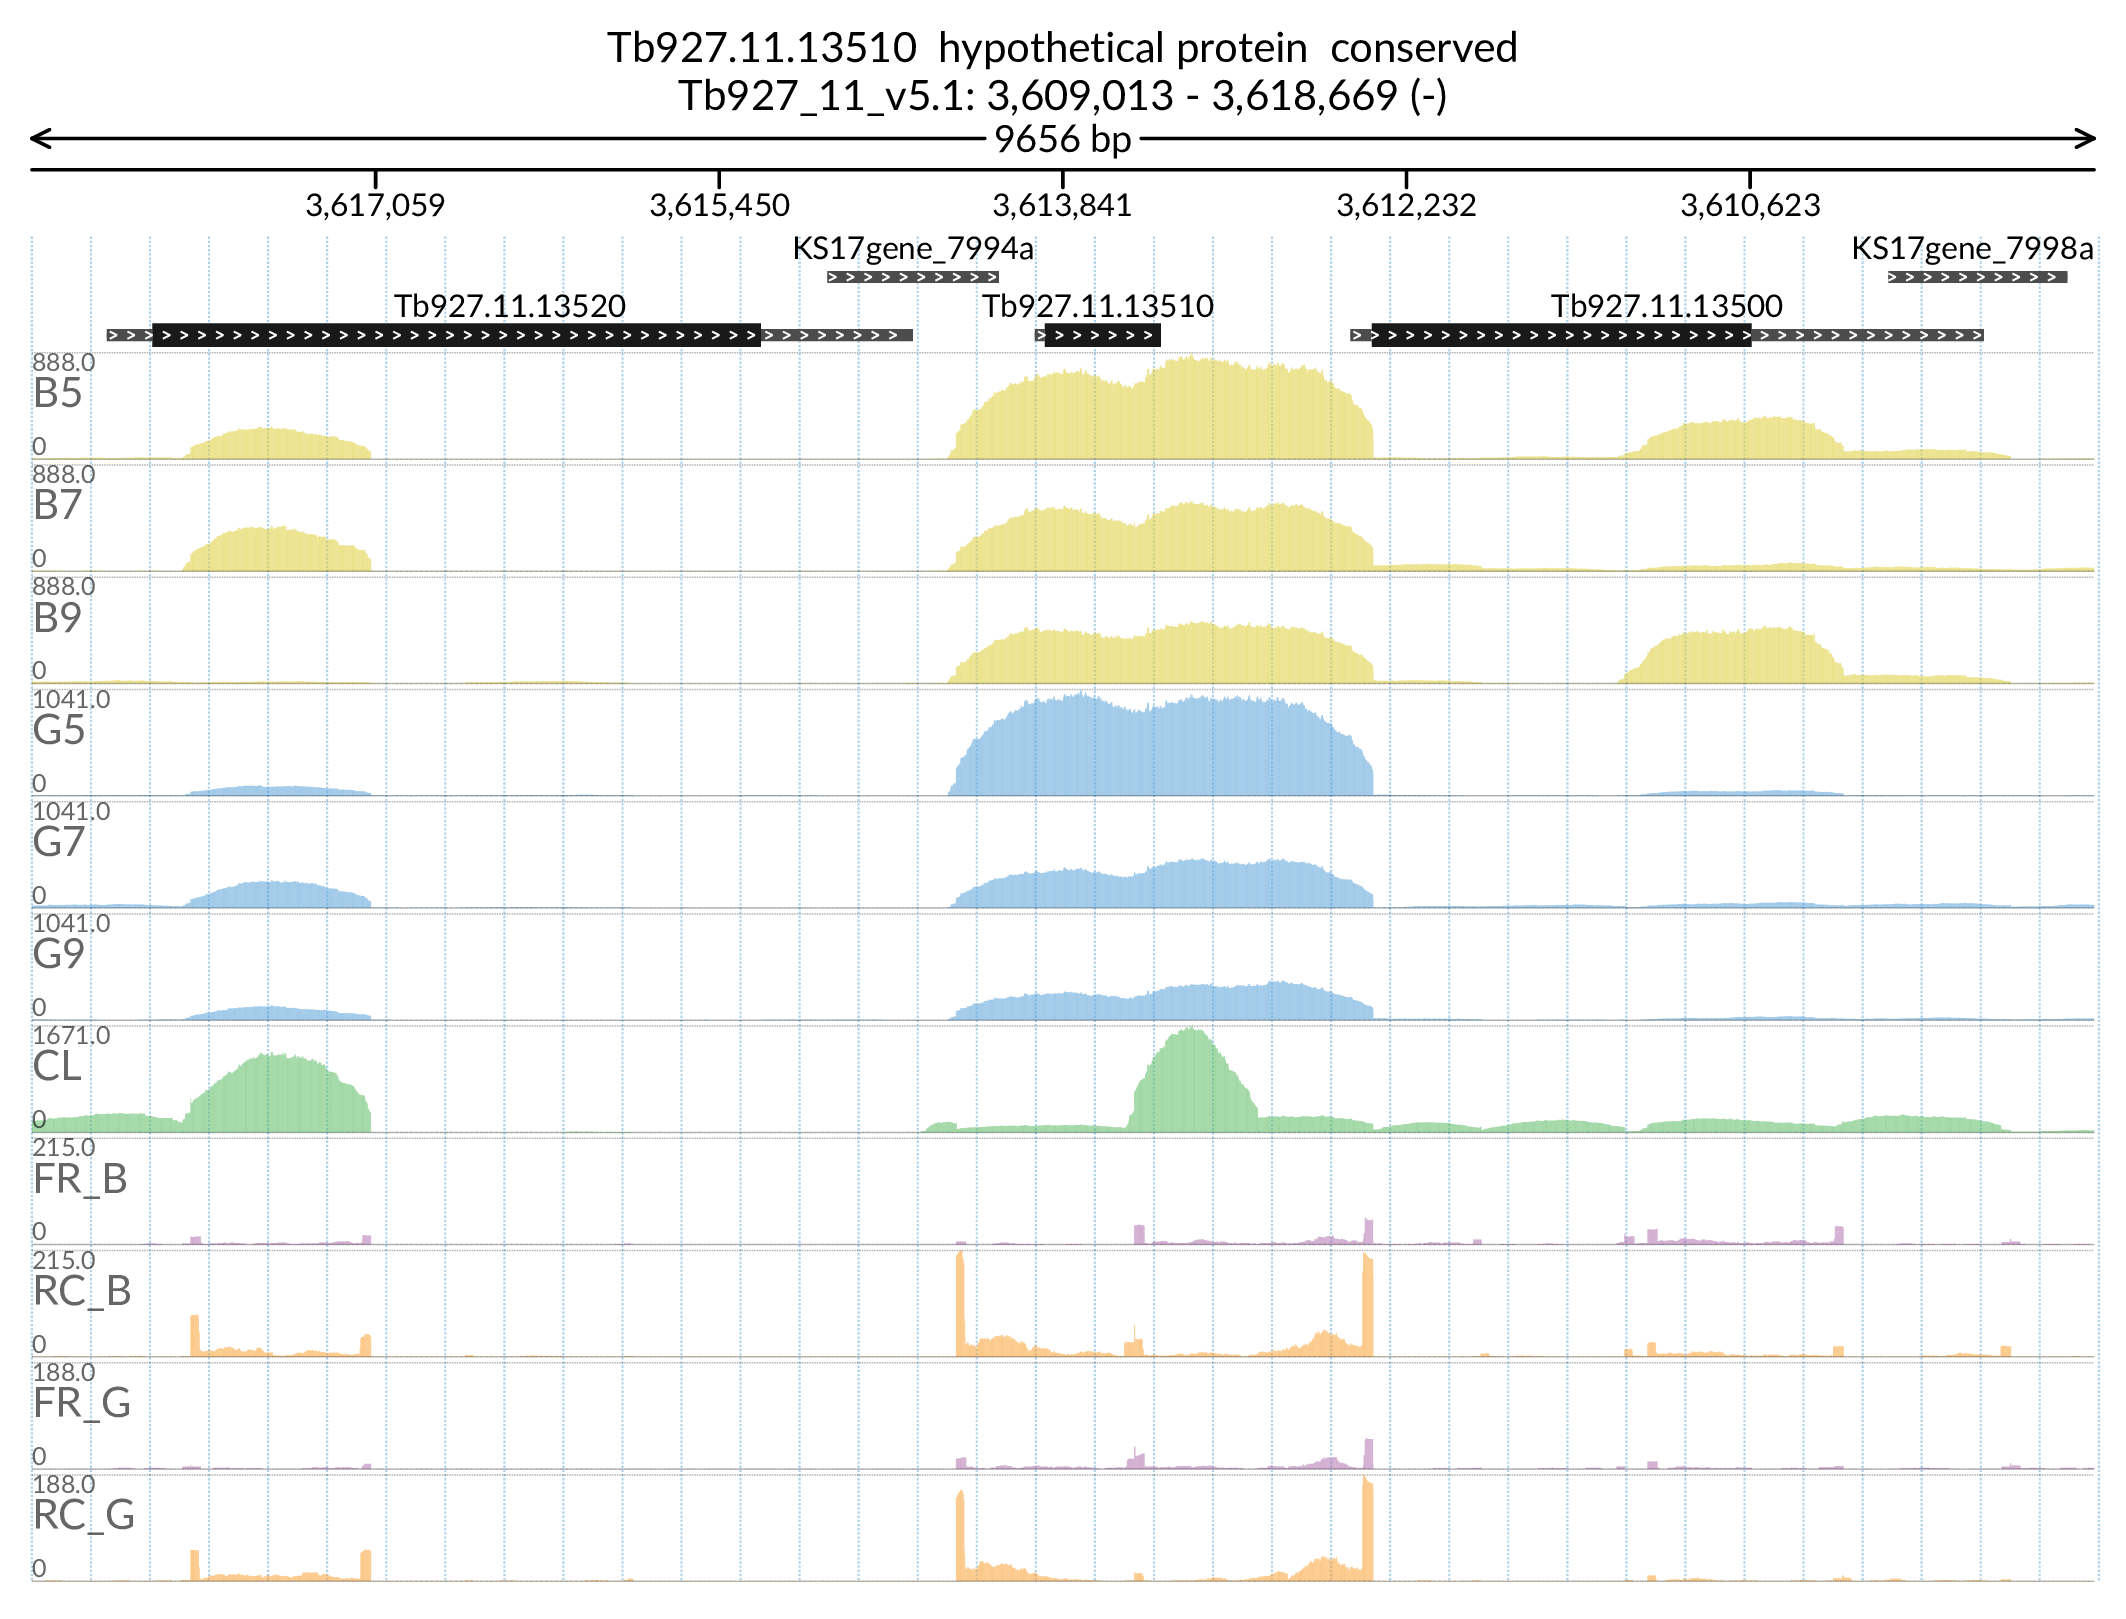 Tb927.11.13510 hypothetical protein conserved
Tb927_11_v5.1: 3,609,013 - 3,618,669 (-)
9656 bp
3,617,059 3,615,450 3,613,841 3,612,232 3,610,623
KS17gene_7994a KS17gene_7998a
Tb927.11.13520 Tb927.11.13510 Tb927.11.13500
888.0
B5
0
888.0
B7
0
888.0
B9
0
1041.0
G5
0
1041.0
G7
0
1041.0
G9
0
1671.0
CL
0
215.0
FR_B
0
215.0
RC_B
0
188.0
FR_G
0
188.0
RC_G
0